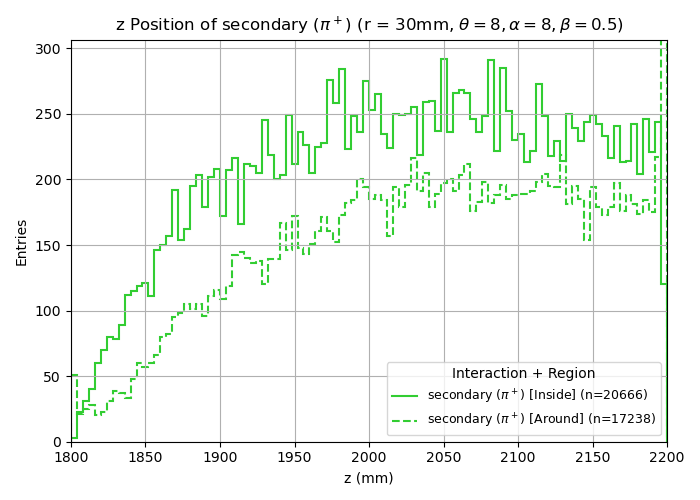 z Position of secondary (π⁺) (r = 30mm, θ = 8, α = 8, β = 0.5)
300
250
200
150
100
50
0
Entries
1800 1850 1900 1950 2000 2050 2100 2150 2200
z (mm)
Interaction + Region
secondary (π⁺) [Inside] (n=20666)
secondary (π⁺) [Around] (n=17238)